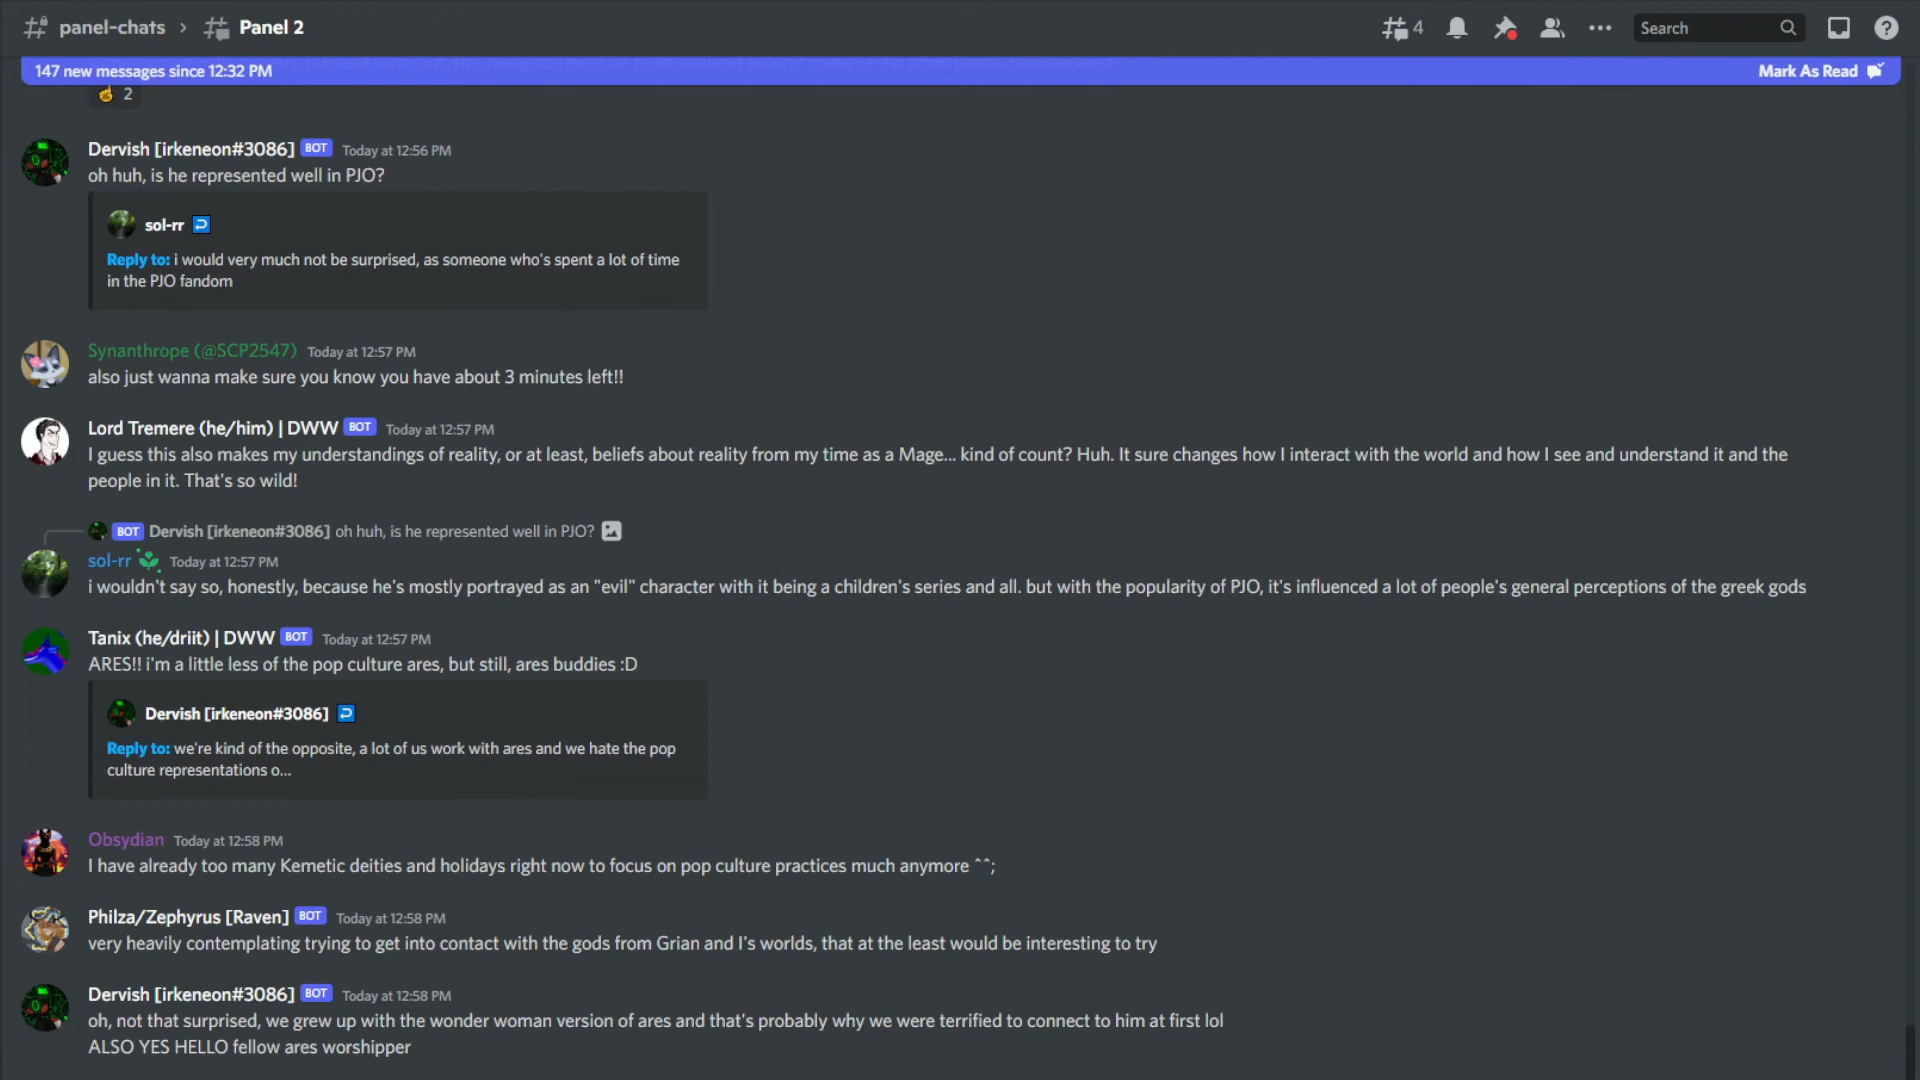 panel-chats › Panel 2
4
Search
147 new messages since 12:32 PM
Mark As Read
2
Dervish [irkeneon#3086] BOT Today at 12:56 PM
oh huh, is he represented well in PJO?
sol-rr
Reply to: i would very much not be surprised, as someone who's spent a lot of time
in the PJO fandom
Synanthrope (@SCP2547) Today at 12:57 PM
also just wanna make sure you know you have about 3 minutes left!!
Lord Tremere (he/him) | DWW BOT Today at 12:57 PM
I guess this also makes my understandings of reality, or at least, beliefs about reality from my time as a Mage... kind of count? Huh. It sure changes how I interact with the world and how I see and understand it and the
people in it. That's so wild!
BOT Dervish [irkeneon#3086] oh huh, is he represented well in PJO?
sol-rr Today at 12:57 PM
i wouldn't say so, honestly, because he's mostly portrayed as an "evil" character with it being a children's series and all. but with the popularity of PJO, it's influenced a lot of people's general perceptions of the greek gods
Tanix (he/driit) | DWW BOT Today at 12:57 PM
ARES!! i'm a little less of the pop culture ares, but still, ares buddies :D
Dervish [irkeneon#3086]
Reply to: we're kind of the opposite, a lot of us work with ares and we hate the pop
culture representations o...
Obsydian Today at 12:58 PM
I have already too many Kemetic deities and holidays right now to focus on pop culture practices much anymore ^^;
Philza/Zephyrus [Raven] BOT Today at 12:58 PM
very heavily contemplating trying to get into contact with the gods from Grian and I's worlds, that at the least would be interesting to try
Dervish [irkeneon#3086] BOT Today at 12:58 PM
oh, not that surprised, we grew up with the wonder woman version of ares and that's probably why we were terrified to connect to him at first lol
ALSO YES HELLO fellow ares worshipper